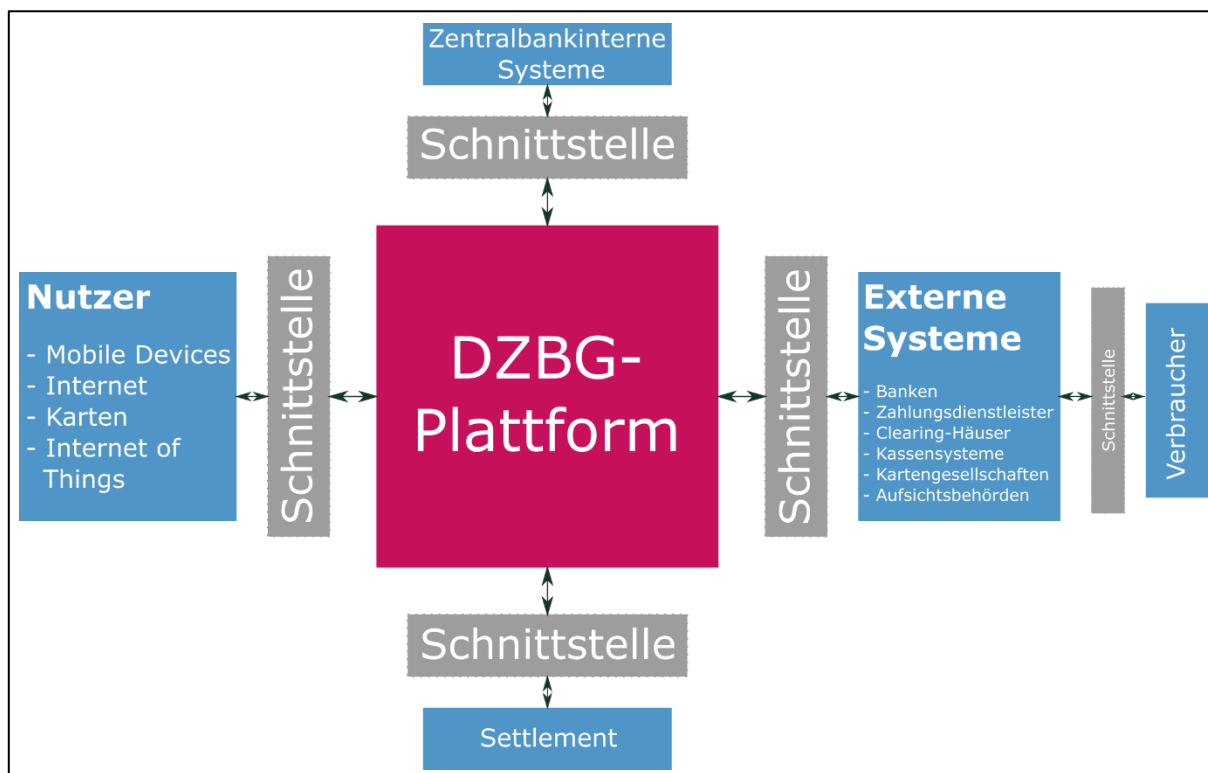 Zentralbankinterne
Systeme
Schnittstelle
Nutzer
- Mobile Devices
- Internet
- Karten
- Internet of
Things
Schnittstelle
DZBG-
Plattform
Schnittstelle
Externe
Systeme
- Banken
- Zahlungsdienstleister
- Clearing-Häuser
- Kassensysteme
- Kartengesellschaften
- Aufsichtsbehörden
Schnittstelle
Verbraucher
Schnittstelle
Settlement